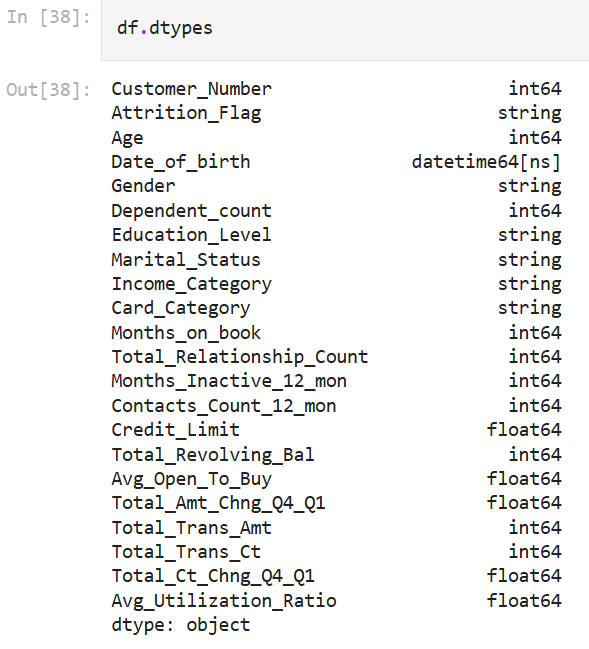 In [38]: df.dtypes
Out[38]: Customer_Number int64
Attrition_Flag string
Age int64
Date_of_birth datetime64[ns]
Gender string
Dependent_count int64
Education_Level string
Marital_Status string
Income_Category string
Card_Category string
Months_on_book int64
Total_Relationship_Count int64
Months_Inactive_12_mon int64
Contacts_Count_12_mon int64
Credit_Limit float64
Total_Revolving_Bal int64
Avg_Open_To_Buy float64
Total_Amt_Chng_Q4_Q1 float64
Total_Trans_Amt int64
Total_Trans_Ct int64
Total_Ct_Chng_Q4_Q1 float64
Avg_Utilization_Ratio float64
dtype: object